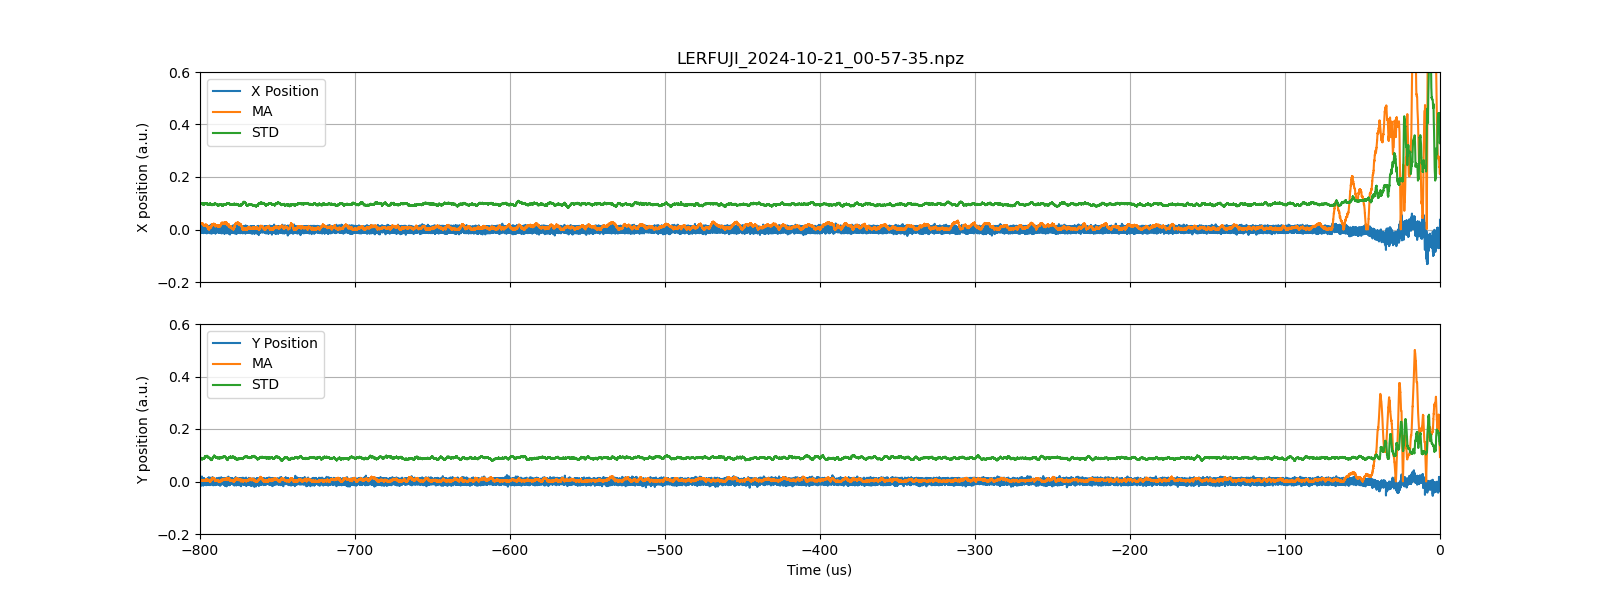 LERFUJI_2024-10-21_00-57-35.npz
0.6
0.4
0.2
0.0
−0.2
X position (a.u.)
X Position
MA
STD
0.6
0.4
0.2
0.0
−0.2
Y position (a.u.)
Y Position
MA
STD
−800 −700 −600 −500 −400 −300 −200 −100 0
Time (us)